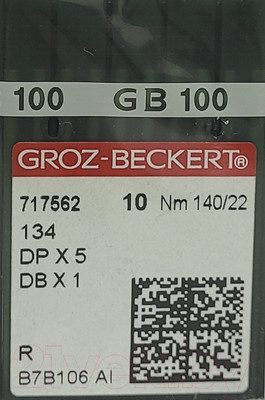 100 GB 100
GROZ-BECKERT®
717562 10 Nm 140/22
134
DP X 5
DB X 1
R
B7B106 AI